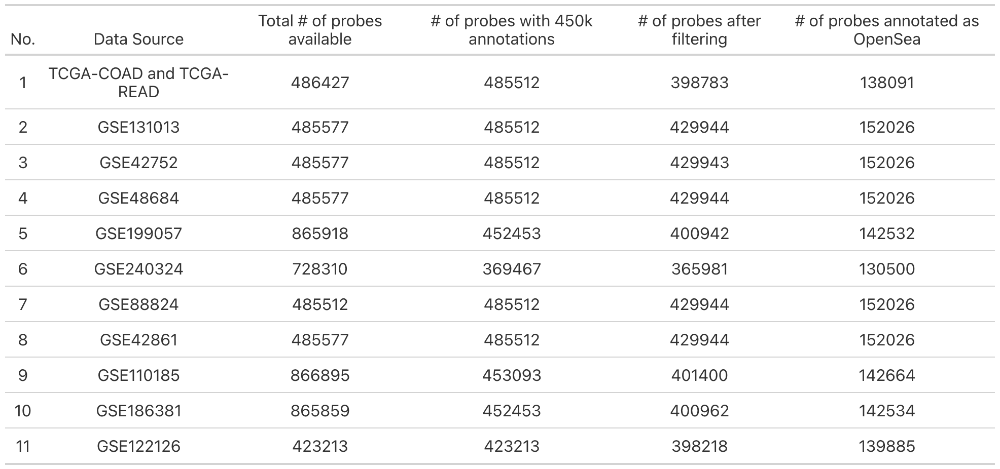 No. Data Source Total # of probes available # of probes with 450k annotations # of probes after filtering # of probes annotated as OpenSea
1 TCGA-COAD and TCGA-READ 486427 485512 398783 138091
2 GSE131013 485577 485512 429944 152026
3 GSE42752 485577 485512 429943 152026
4 GSE48684 485577 485512 429944 152026
5 GSE199057 865918 452453 400942 142532
6 GSE240324 728310 369467 365981 130500
7 GSE88824 485512 485512 429944 152026
8 GSE42861 485577 485512 429944 152026
9 GSE110185 866895 453093 401400 142664
10 GSE186381 865859 452453 400962 142534
11 GSE122126 423213 423213 398218 139885